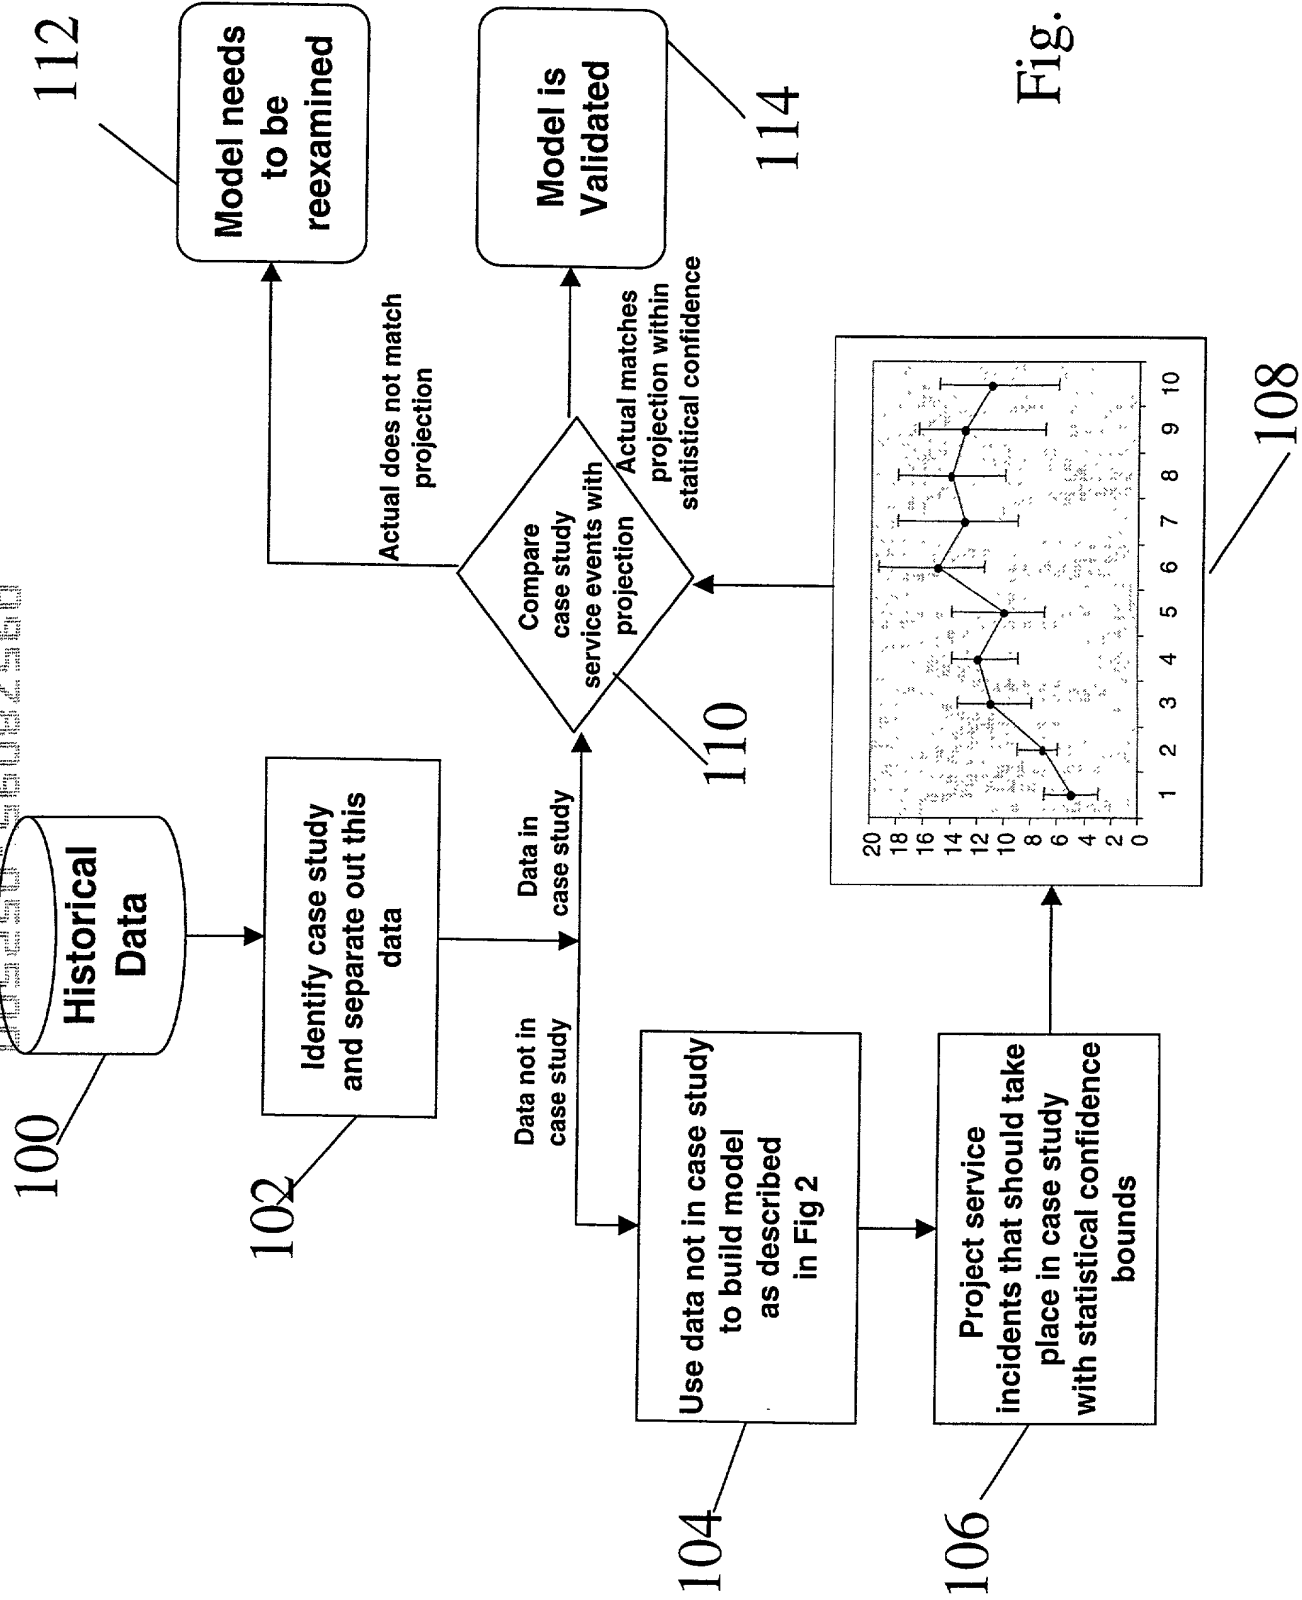 100
Historical
Data
102
Identify case study
and separate out this
data
Data not in
case study
Data in
case study
104
Use data not in case study
to build model
as described
in Fig 2
106
Project service
incidents that should take
place in case study
with statistical confidence
bounds
20
18
16
14
12
10
8
6
4
2
0
1 2 3 4 5 6 7 8 9 10
108
110
Compare
case study
service events with
projection
Actual does not match
projection
Actual matches
projection within
statistical confidence
112
Model needs
to be
reexamined
Model is
Validated
114
Fig.